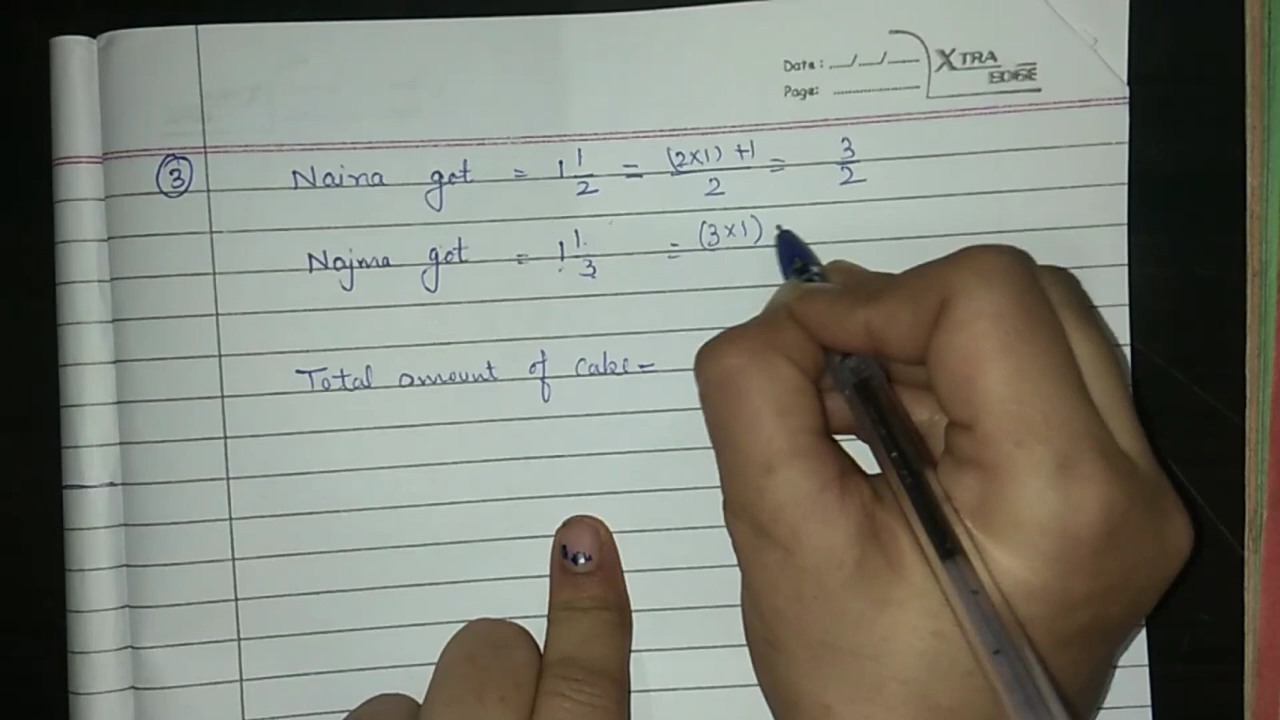 Date: __/__/__ XTRA EDGE
Page: ..................
③ Naina got = 1 1/2 = (2×1) +1 / 2 = 3/2
Najma got = 1 1/3 = (3×1)
Total amount of cake =